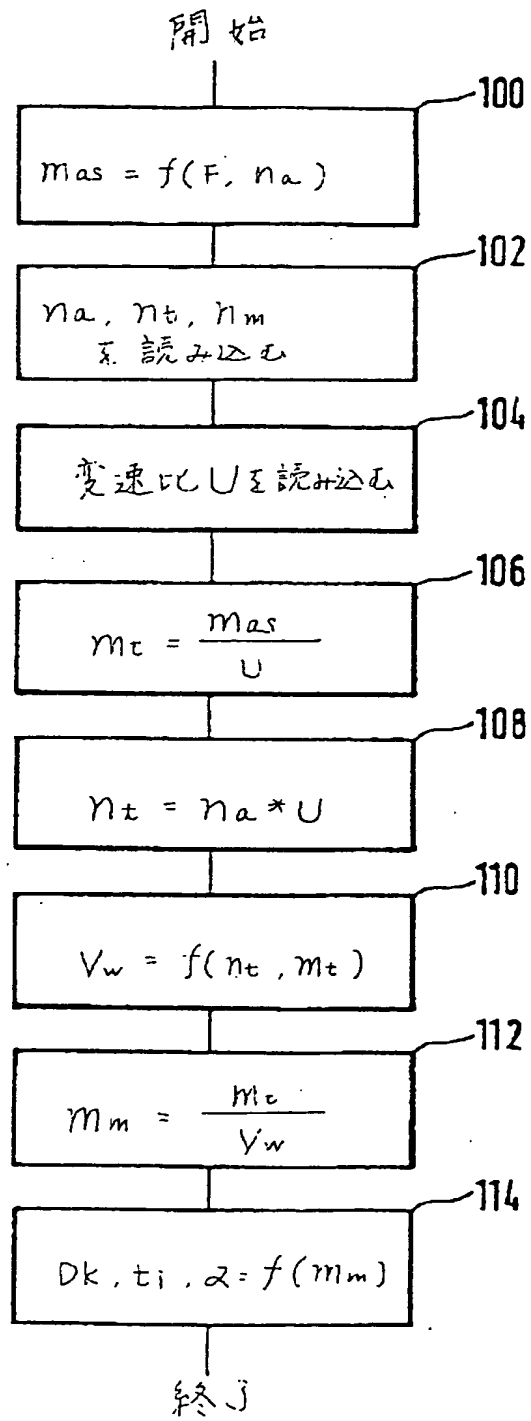 開始
100
mas = f(F, na)
102
na, nt, nm
を読み込む
104
変速比Uを読み込む
106
mt = mas / U
108
nt = na * U
110
Vw = f(nt, mt)
112
mm = mt / Vw
114
Dk, ti, α = f(mm)
終了